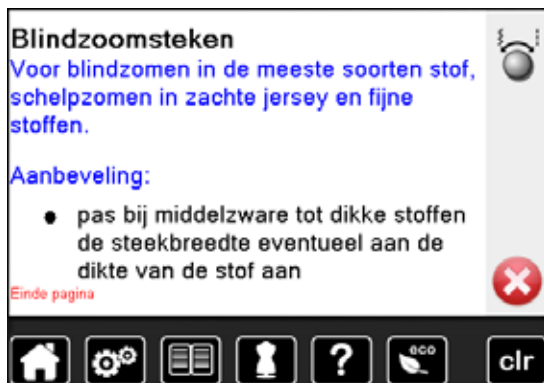 Blindzoomsteken
Voor blindzomen in de meeste soorten stof,
schelpzomen in zachte jersey en fijne
stoffen.
Aanbeveling:
● pas bij middelzware tot dikke stoffen
de steekbreedte eventueel aan de
dikte van de stof aan
Einde pagina
? eco clr